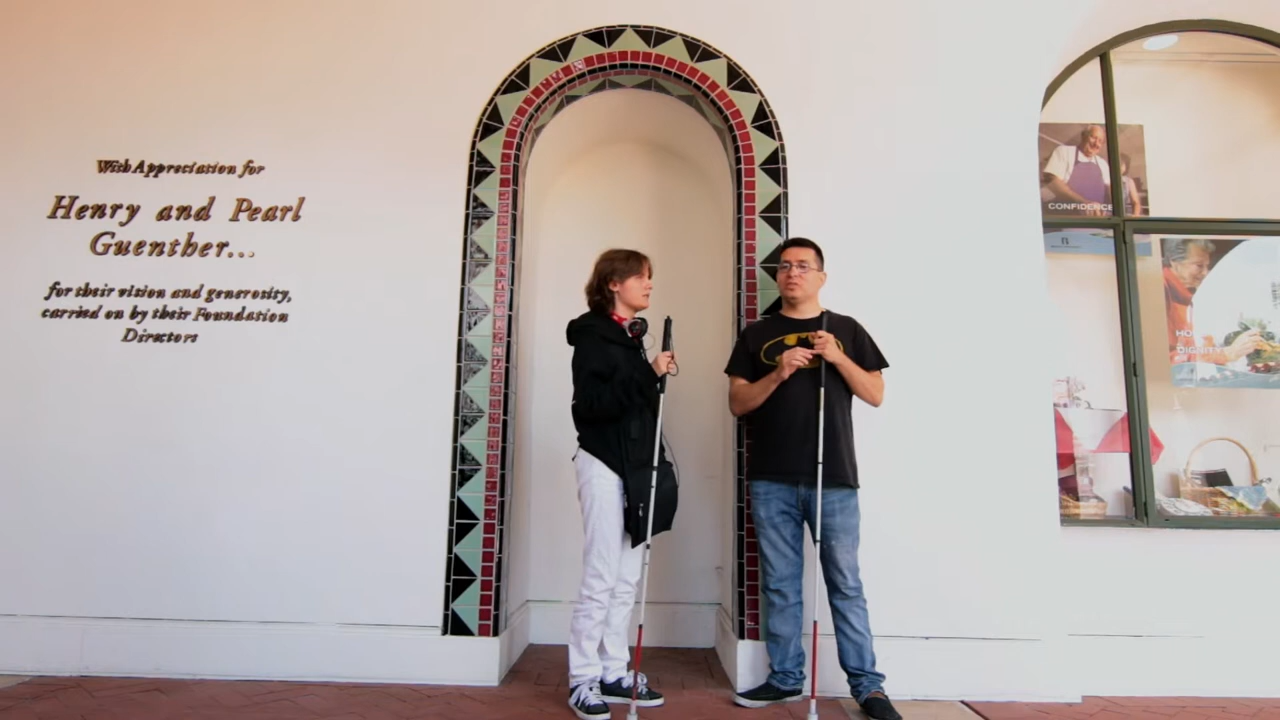 With Appreciation for
Henry and Pearl
Guenther...
for their vision and generosity,
carried on by their Foundation
Directors
CONFIDENCE
DIGNITY